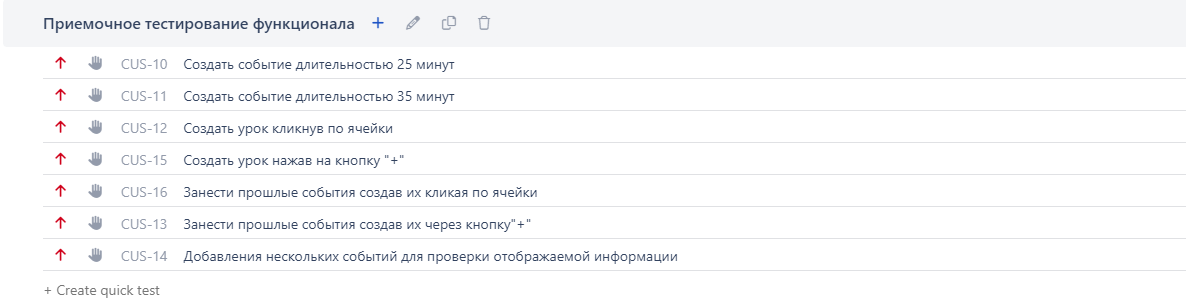 Приемочное тестирование функционала
CUS-10 Создать событие длительностью 25 минут
CUS-11 Создать событие длительностью 35 минут
CUS-12 Создать урок кликнув по ячейки
CUS-15 Создать урок нажав на кнопку "+"
CUS-16 Занести прошлые события создав их кликая по ячейки
CUS-13 Занести прошлые события создав их через кнопку"+"
CUS-14 Добавления нескольких событий для проверки отображаемой информации
+ Create quick test